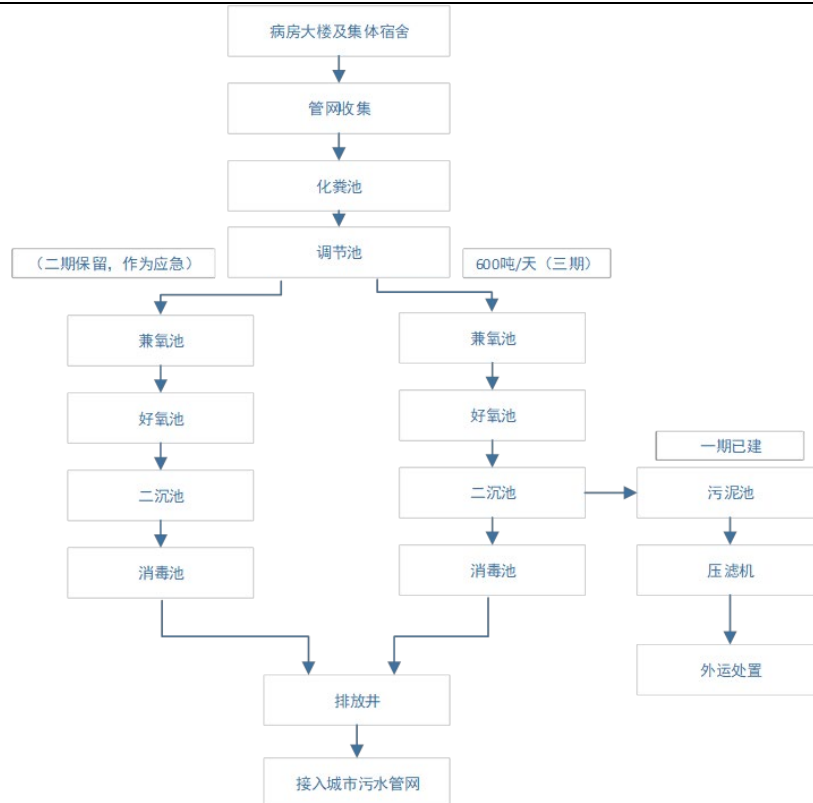 病房大楼及集体宿舍
管网收集
化粪池
调节池
（二期保留，作为应急）
600吨/天（三期）
兼氧池
兼氧池
好氧池
好氧池
一期已建
二沉池
二沉池
污泥池
消毒池
消毒池
压滤机
外运处置
排放井
接入城市污水管网